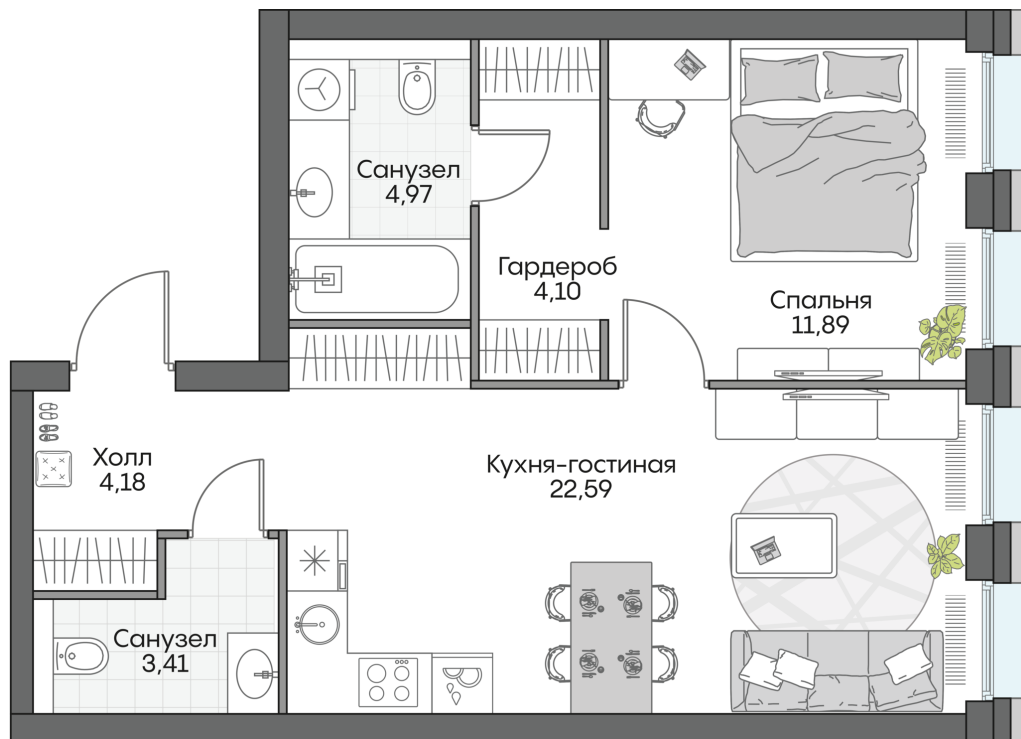 Санузел
4,97
Гардероб
4,10
Спальня
11,89
Холл
4,18
Кухня-гостиная
22,59
Санузел
3,41